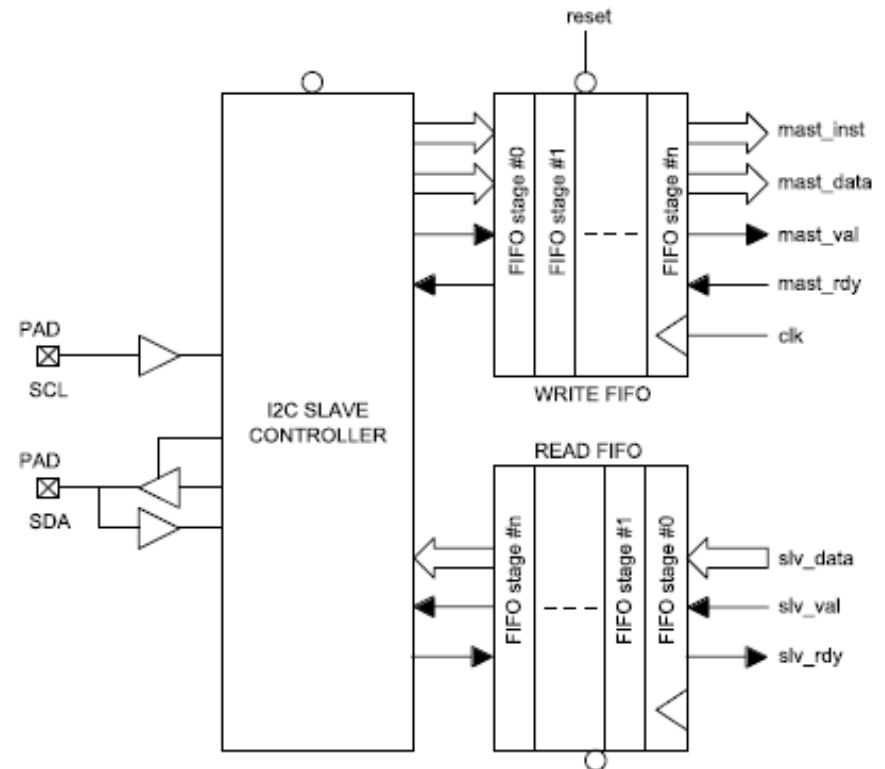 reset
FIFO stage #0
FIFO stage #1
FIFO stage #n
mast_inst
mast_data
mast_val
mast_rdy
clk
WRITE FIFO
PAD
SCL
PAD
SDA
I2C SLAVE
CONTROLLER
READ FIFO
FIFO stage #n
FIFO stage #1
FIFO stage #0
slv_data
slv_val
slv_rdy